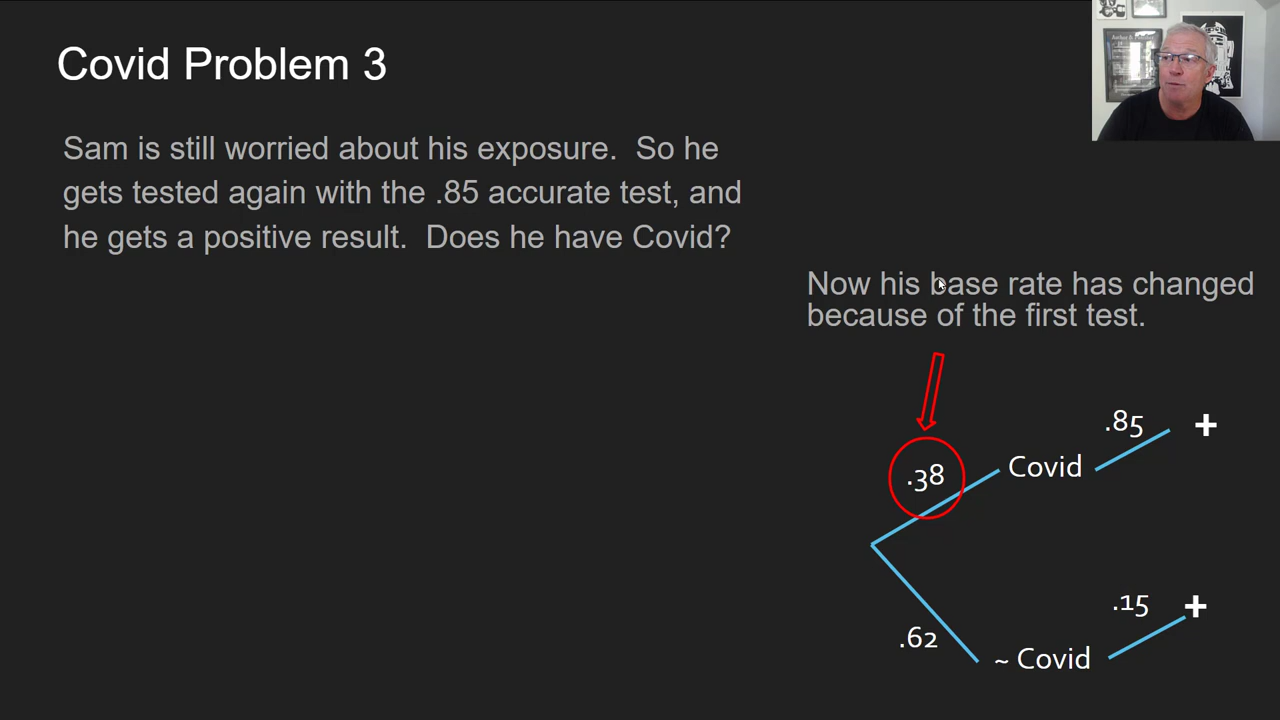 Covid Problem 3
Sam is still worried about his exposure. So he
gets tested again with the .85 accurate test, and
he gets a positive result. Does he have Covid?
Now his base rate has changed
because of the first test.
.85
+
.38
Covid
.15
+
.62
~ Covid